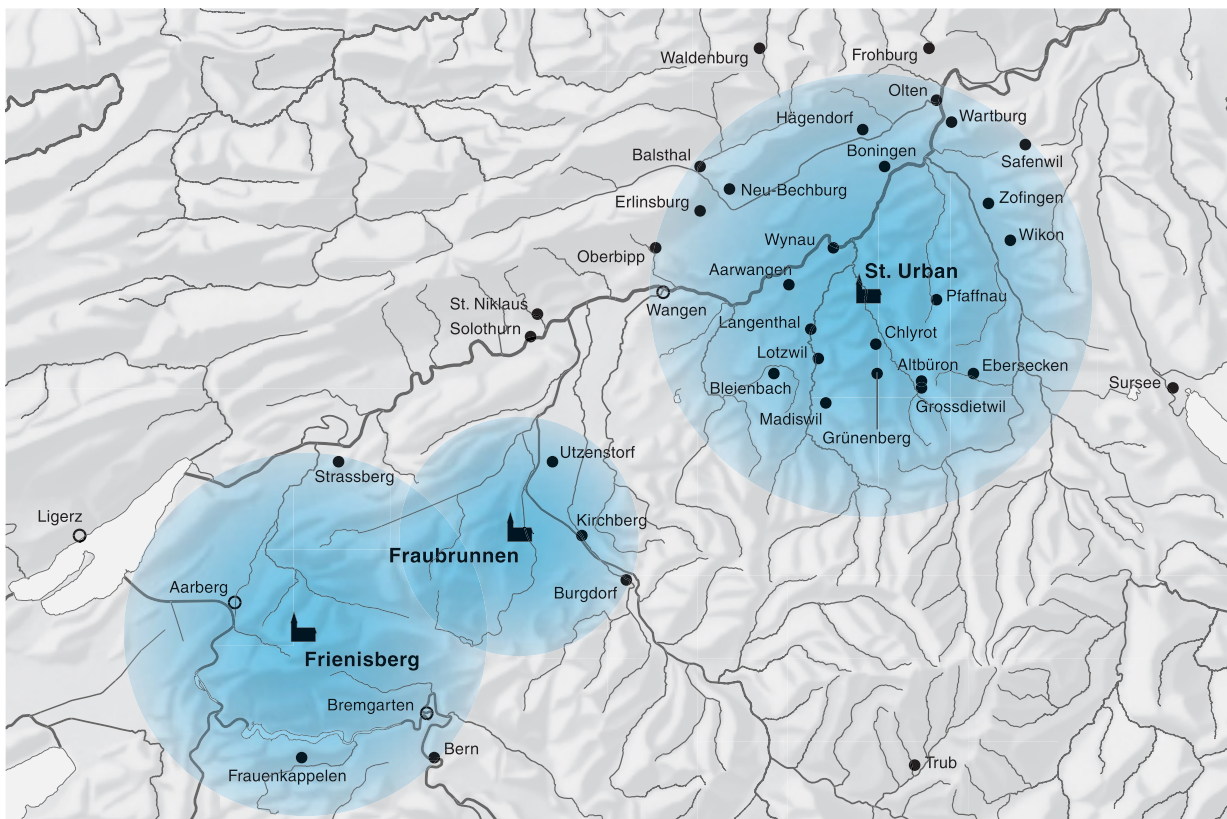 Waldenburg
Frohburg
Olten
Wartburg
Hägendorf
Safenwil
Boningen
Balsthal
Neu-Bechburg
Zofingen
Erlinsburg
Wikon
Wynau
Oberbipp
Aarwangen
St. Urban
Pfaffnau
St. Niklaus
Wangen
Solothurn
Langenthal
Chlyrot
Lotzwil
Altbüron
Ebersecken
Bleienbach
Sursee
Grossdietwil
Madiswil
Grünenberg
Utzenstorf
Strassberg
Ligerz
Kirchberg
Fraubrunnen
Aarberg
Burgdorf
Frienisberg
Bremgarten
Bern
Trub
Frauenkappelen